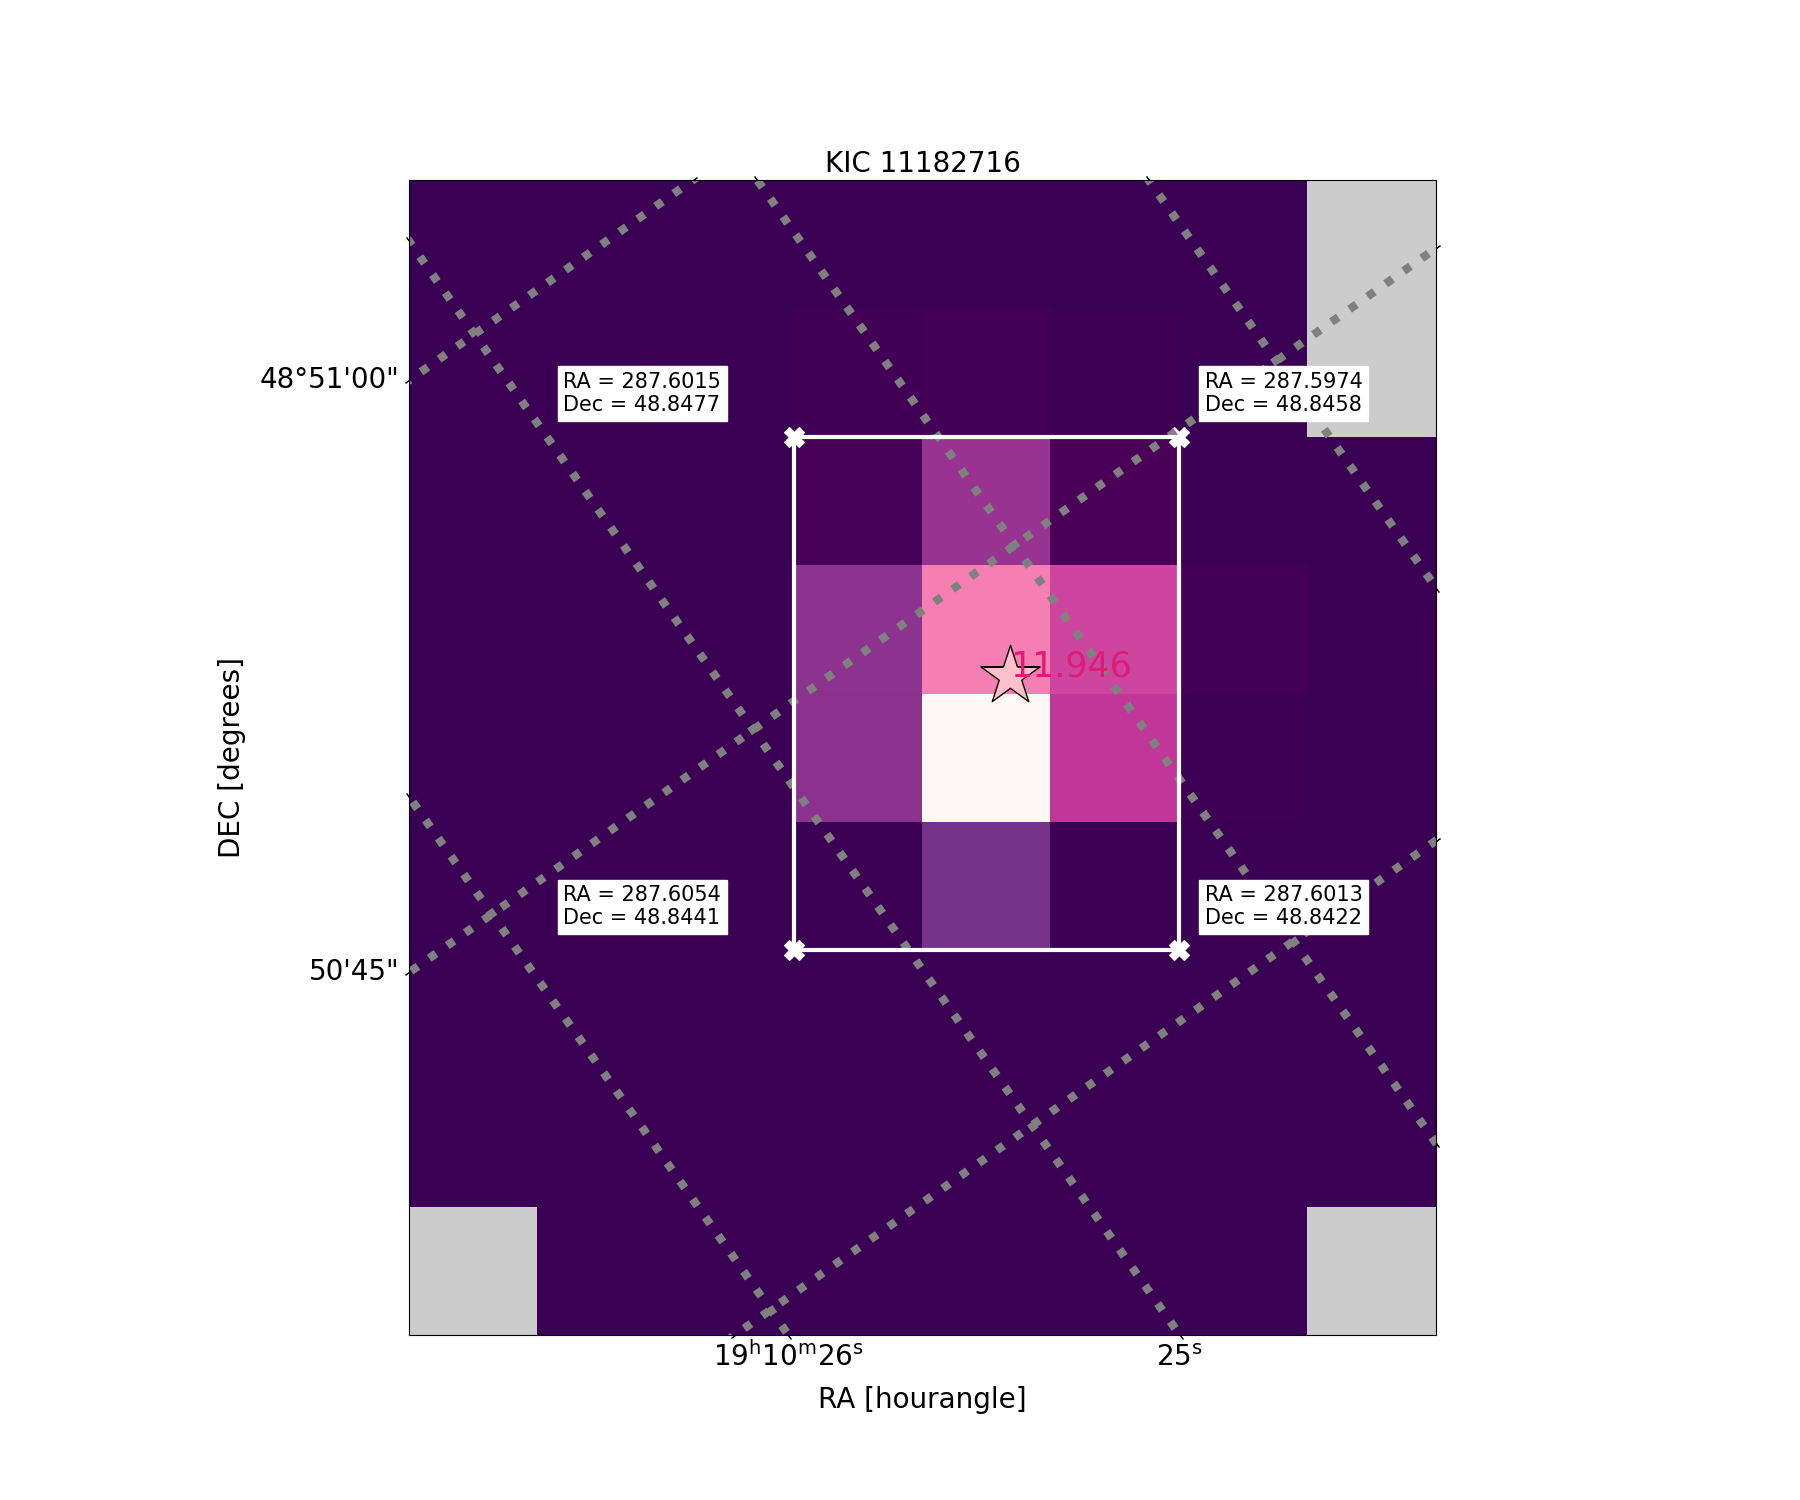 KIC 11182716
48°51'00"
RA = 287.6015
Dec = 48.8477
RA = 287.5974
Dec = 48.8458
11.946
DEC [degrees]
RA = 287.6054
Dec = 48.8441
RA = 287.6013
Dec = 48.8422
50'45"
19ʰ10ᵐ26ˢ
25ˢ
RA [hourangle]